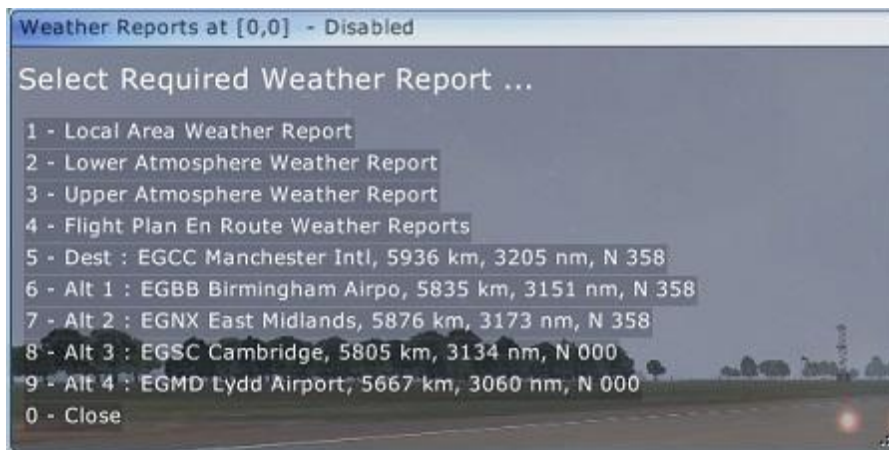 Weather Reports at [0,0]  - Disabled
Select Required Weather Report ...
1 - Local Area Weather Report
2 - Lower Atmosphere Weather Report
3 - Upper Atmosphere Weather Report
4 - Flight Plan En Route Weather Reports
5 - Dest : EGCC Manchester Intl, 5936 km, 3205 nm, N 358
6 - Alt 1 : EGBB Birmingham Airpo, 5835 km, 3151 nm, N 358
7 - Alt 2 : EGNX East Midlands, 5876 km, 3173 nm, N 358
8 - Alt 3 : EGSC Cambridge, 5805 km, 3134 nm, N 000
9 - Alt 4 : EGMD Lydd Airport, 5667 km, 3060 nm, N 000
0 - Close